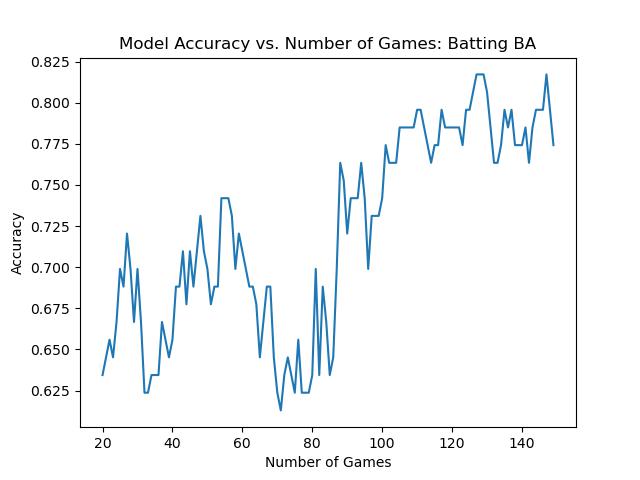 Model Accuracy vs. Number of Games: Batting BA
0.825
0.800
0.775
0.750
0.725
0.700
0.675
0.650
0.625
Accuracy
20 40 60 80 100 120 140
Number of Games